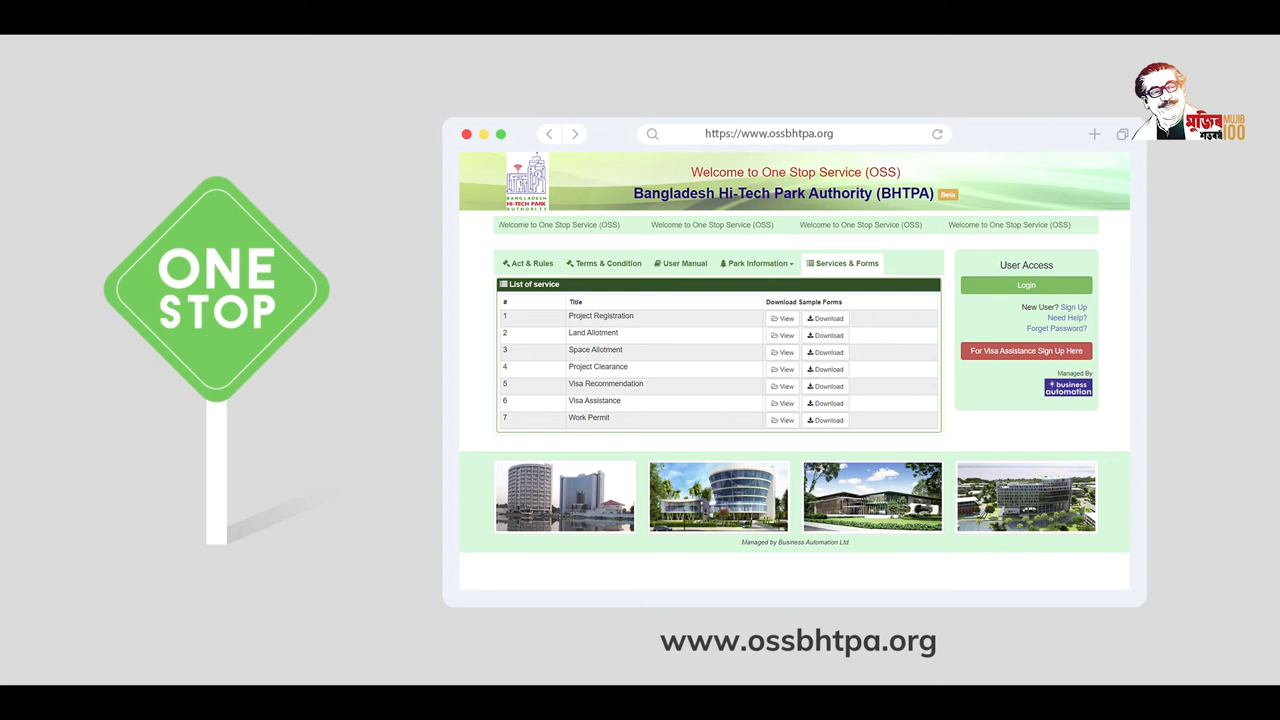 ONE
STOP
https://www.ossbhtpa.org
মুজিব MUJIB
শতবর্ষ 100
BANGLADESH
HI-TECH PARK
AUTHORITY
Welcome to One Stop Service (OSS)
Bangladesh Hi-Tech Park Authority (BHTPA) Beta
Welcome to One Stop Service (OSS) Welcome to One Stop Service (OSS) Welcome to One Stop Service (OSS) Welcome to One Stop Service (OSS)
Act & Rules Terms & Condition User Manual Park Information Services & Forms
List of service
# Title Download Sample Forms
1 Project Registration View Download
2 Land Allotment View Download
3 Space Allotment View Download
4 Project Clearance View Download
5 Visa Recommendation View Download
6 Visa Assistance View Download
7 Work Permit View Download
User Access
Login
New User? Sign Up
Need Help?
Forget Password?
For Visa Assistance Sign Up Here
Managed By
business
automation
Managed by Business Automation Ltd.
www.ossbhtpa.org